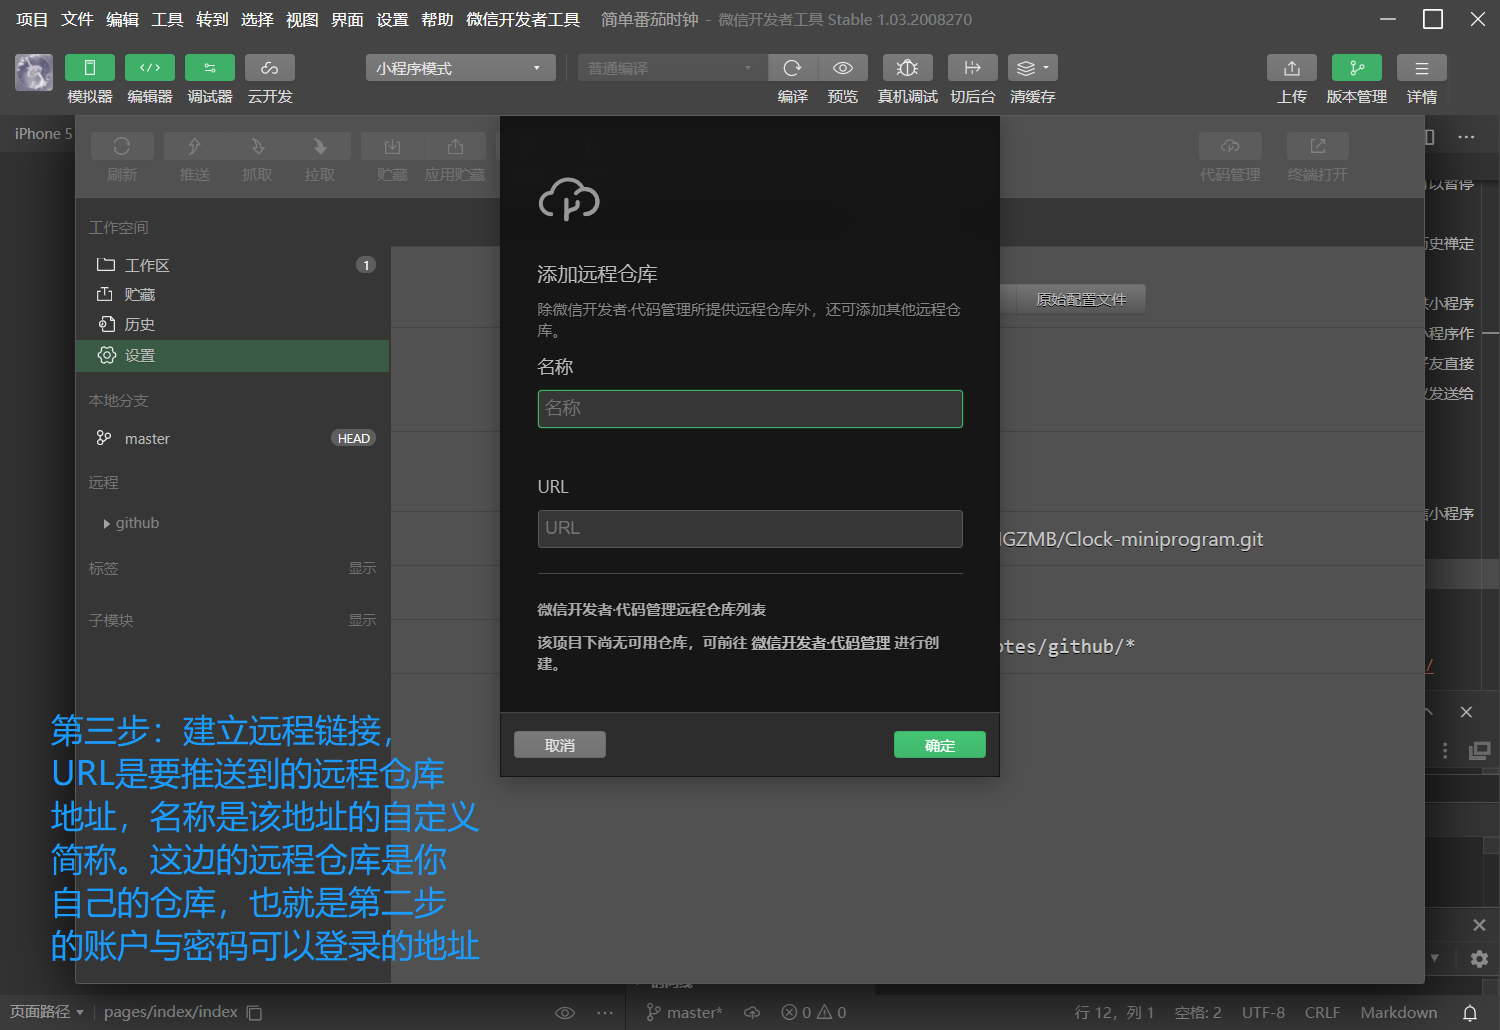 项目 文件 编辑 工具 转到 选择 视图 界面 设置 帮助 微信开发者工具 简单番茄时钟 - 微信开发者工具 Stable 1.03.2008270
小程序模式 普通编译
模拟器 编辑器 调试器 云开发 编译 预览 真机调试 切后台 清缓存 上传 版本管理 详情
iPhone 5
刷新 推送 抓取 拉取 贮藏 应用贮藏 代码管理 终端打开
工作空间
工作区 1
贮藏
历史
设置
本地分支
master HEAD
远程
github
标签 显示
子模块 显示
添加远程仓库
除微信开发者·代码管理所提供远程仓库外，还可添加其他远程仓
库。
名称
名称
URL
URL
微信开发者·代码管理远程仓库列表
该项目下尚无可用仓库，可前往 微信开发者·代码管理 进行创
建。
取消 确定
原始配置文件
GZMB/Clock-miniprogram.git
otes/github/*
以暂停
史禅定
小程序
程序作
友直接
发送给
小程序
/
第三步：建立远程链接，
URL是要推送到的远程仓库
地址，名称是该地址的自定义
简称。这边的远程仓库是你
自己的仓库，也就是第二步
的账户与密码可以登录的地址
页面路径 pages/index/index master* 0 0 行 12，列 1 空格: 2 UTF-8 CRLF Markdown